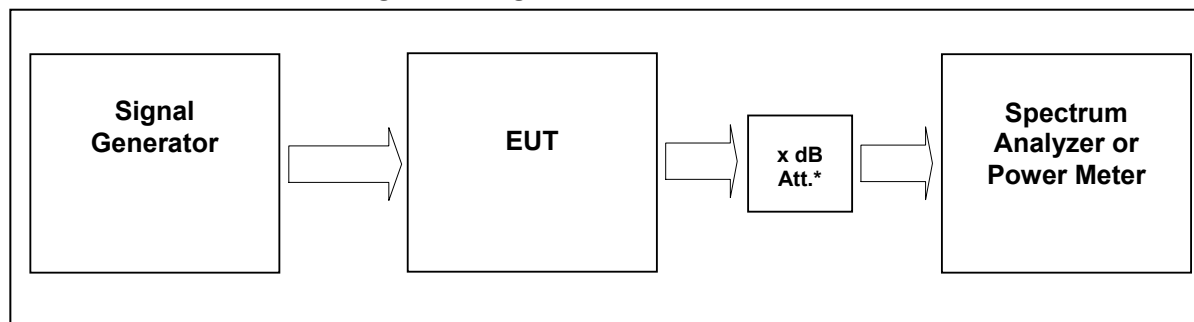 Signal
Generator
EUT
x dB
Att.*
Spectrum
Analyzer or
Power Meter